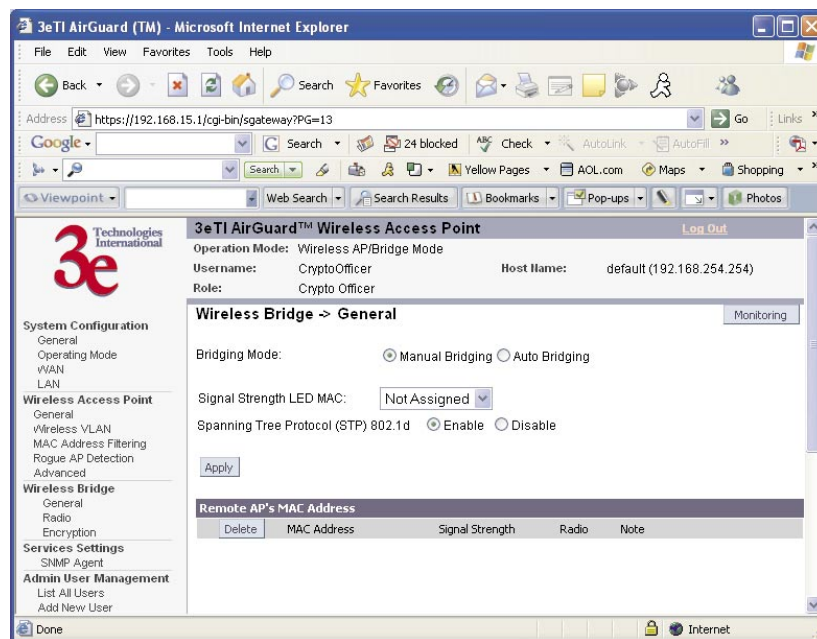 3eTI AirGuard (TM) - Microsoft Internet Explorer
File Edit View Favorites Tools Help
Back Search Favorites
Address https://192.168.15.1/cgi-bin/sgateway?PG=13 Go Links »
Google Search 24 blocked ABC Check AutoLink AutoFill »
Search Yellow Pages AOL.com Maps Shopping »
Viewpoint Web Search Search Results Bookmarks Pop-ups Photos
3e Technologies International
3eTI AirGuard™ Wireless Access Point Log Out
Operation Mode: Wireless AP/Bridge Mode
Username: CryptoOfficer Host Name: default (192.168.254.254)
Role: Crypto Officer
System Configuration
General
Operating Mode
WAN
LAN
Wireless Access Point
General
Wireless VLAN
MAC Address Filtering
Rogue AP Detection
Advanced
Wireless Bridge
General
Radio
Encryption
Services Settings
SNMP Agent
Admin User Management
List All Users
Add New User
Wireless Bridge -> General Monitoring
Bridging Mode: Manual Bridging Auto Bridging
Signal Strength LED MAC: Not Assigned
Spanning Tree Protocol (STP) 802.1d Enable Disable
Apply
Remote AP's MAC Address
Delete MAC Address Signal Strength Radio Note
Done Internet